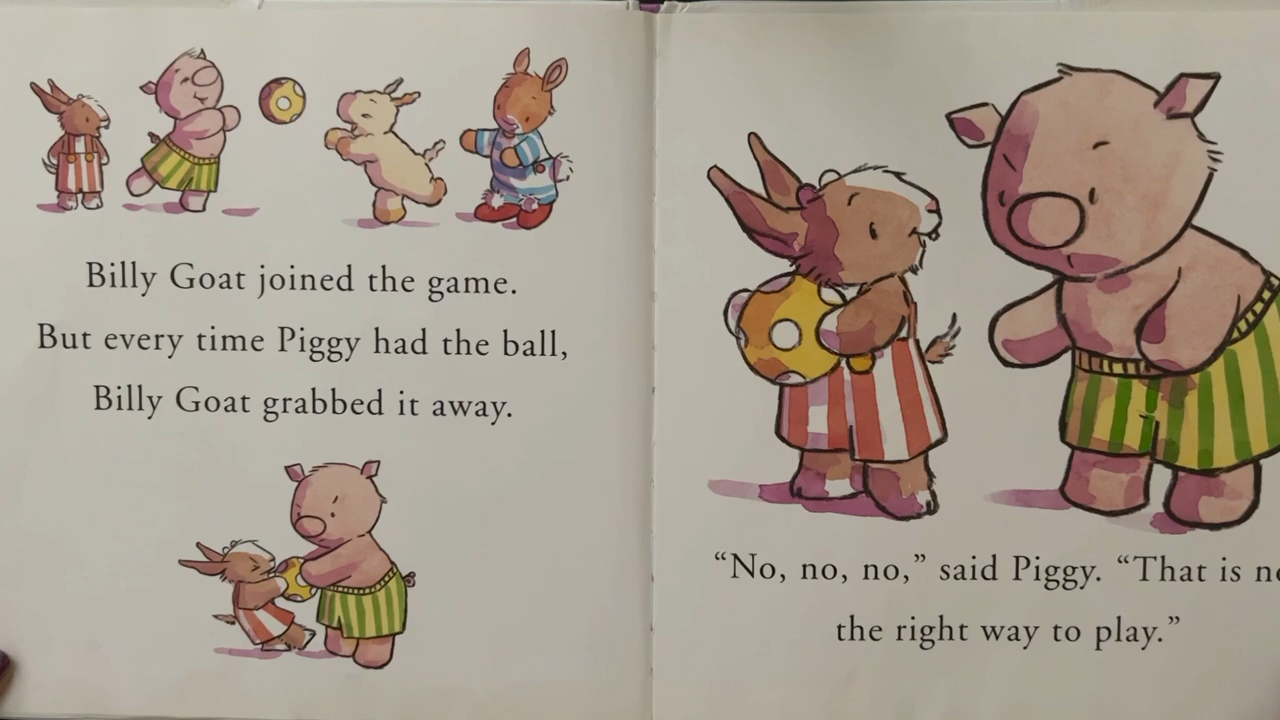 Billy Goat joined the game.
But every time Piggy had the ball,
Billy Goat grabbed it away.
“No, no, no,” said Piggy. “That is
the right way to play.”